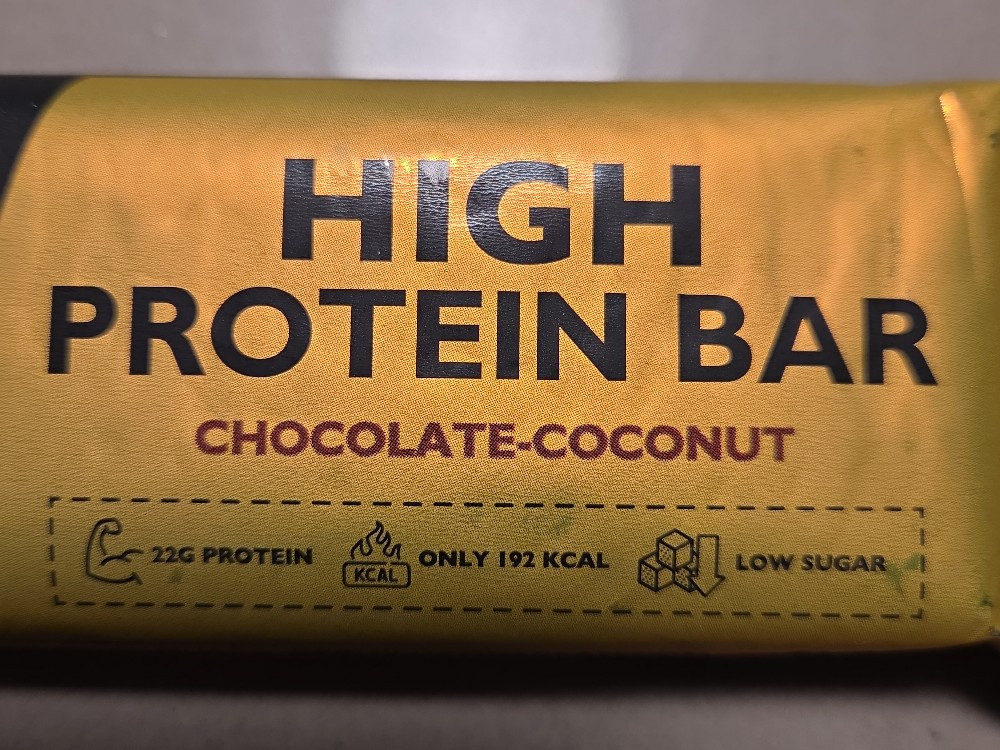 HIGH
PROTEIN BAR
CHOCOLATE-COCONUT
22G PROTEIN KCAL ONLY 192 KCAL LOW SUGAR